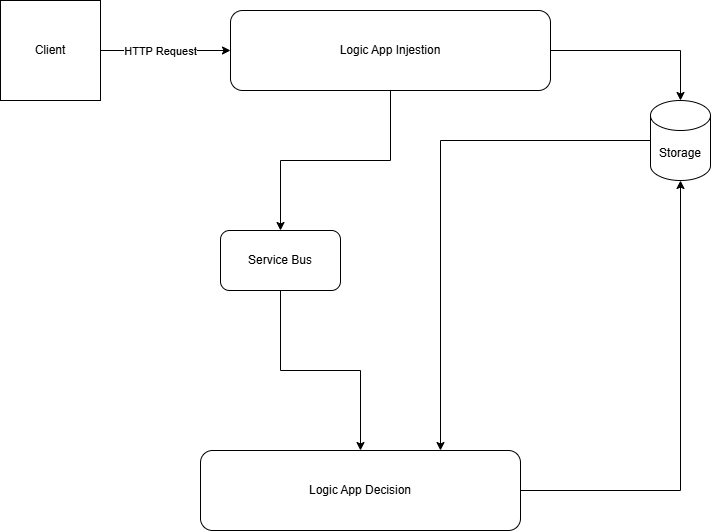 Client
HTTP Request
Logic App Injestion
Storage
Service Bus
Logic App Decision